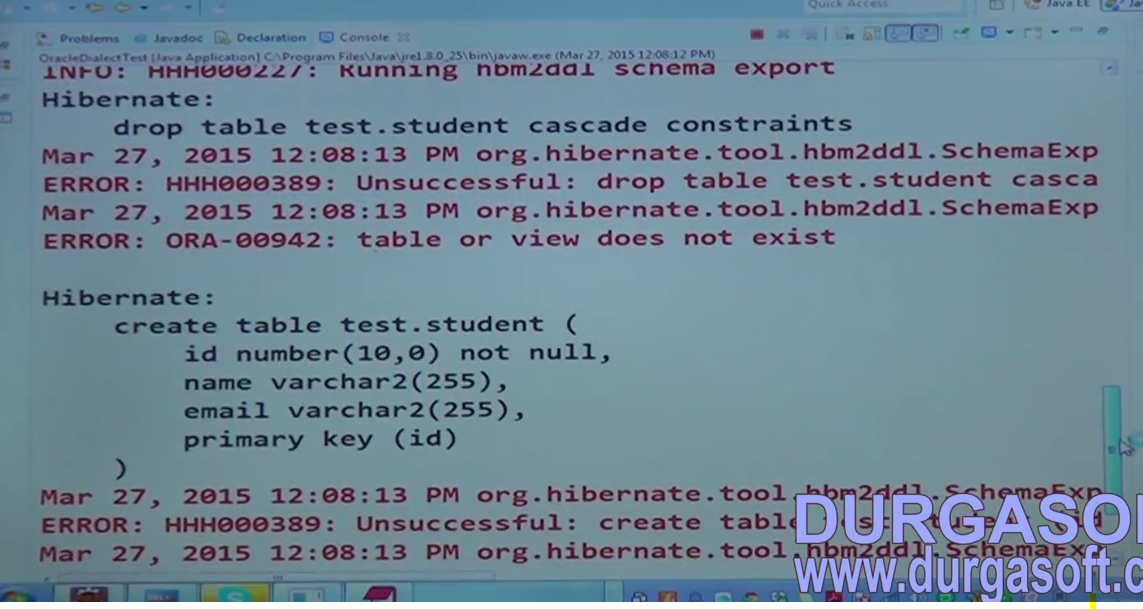 Quick Access
Java EE
Problems Javadoc Declaration Console
OracleDialectTest [Java Application] C:\Program Files\Java\jre1.8.0_25\bin\javaw.exe (Mar 27, 2015 12:08:12 PM)
INFO: HHH000227: Running hbm2ddl schema export
Hibernate:
drop table test.student cascade constraints
Mar 27, 2015 12:08:13 PM org.hibernate.tool.hbm2ddl.SchemaExp
ERROR: HHH000389: Unsuccessful: drop table test.student casca
Mar 27, 2015 12:08:13 PM org.hibernate.tool.hbm2ddl.SchemaExp
ERROR: ORA-00942: table or view does not exist
Hibernate:
create table test.student (
id number(10,0) not null,
name varchar2(255),
email varchar2(255),
primary key (id)
)
Mar 27, 2015 12:08:13 PM org.hibernate.tool.hbm2ddl.SchemaExp
ERROR: HHH000389: Unsuccessful: create table
Mar 27, 2015 12:08:13 PM org.hibernate.tool.hbm2ddl.SchemaExp
DURGASO
www.durgasoft.c